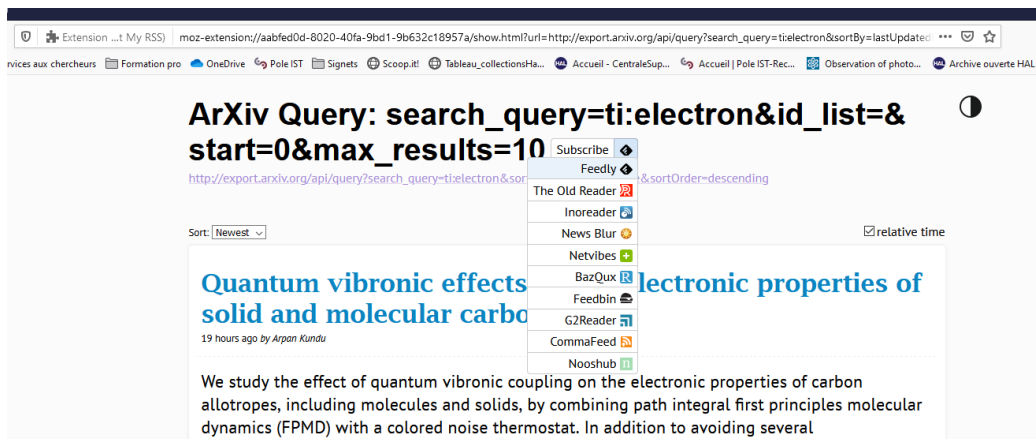 Extension ...t My RSS) moz-extension://aabfed0d-8020-40fa-9bd1-9b632c18957a/show.html?url=http://export.arxiv.org/api/query?search_query=ti:electron&sortBy=lastUpdated
rvices aux chercheurs Formation pro OneDrive Pole IST Signets Scoop.it! Tableau_collectionsHa... Accueil - CentraleSup... Accueil | Pole IST-Rec... Observation of photo... Archive ouverte HAL
ArXiv Query: search_query=ti:electron&id_list=&
start=0&max_results=10 Subscribe
http://export.arxiv.org/api/query?search_query=ti:electron&sor e&sortOrder=descending
Feedly
The Old Reader
Inoreader
News Blur
Netvibes
BazQux
Feedbin
G2Reader
CommaFeed
Nooshub
Sort: Newest relative time
Quantum vibronic effects lectronic properties of
solid and molecular carbo
19 hours ago by Arpan Kundu
We study the effect of quantum vibronic coupling on the electronic properties of carbon
allotropes, including molecules and solids, by combining path integral first principles molecular
dynamics (FPMD) with a colored noise thermostat. In addition to avoiding several